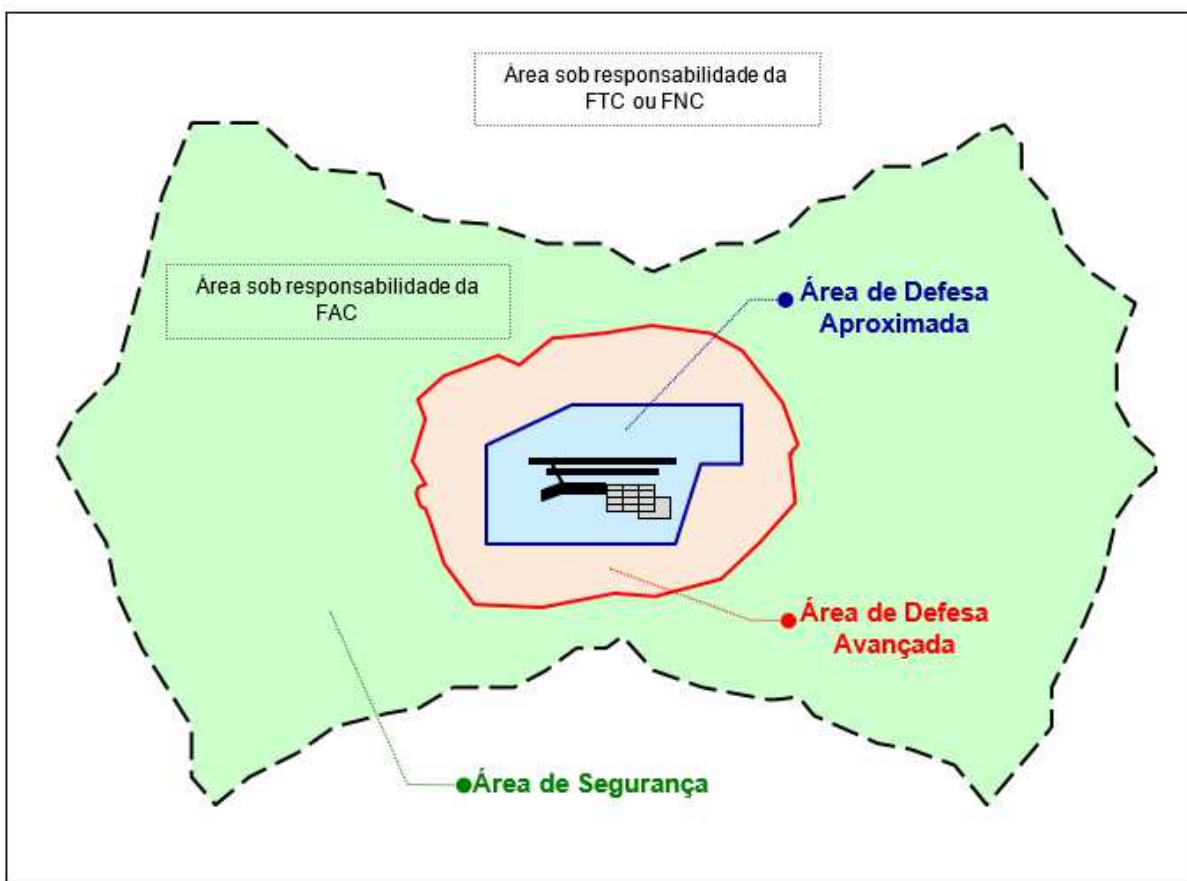 Área sob responsabilidade da
FTC ou FNC
Área sob responsabilidade da
FAC
Área de Defesa
Aproximada
Área de Defesa
Avançada
Área de Segurança